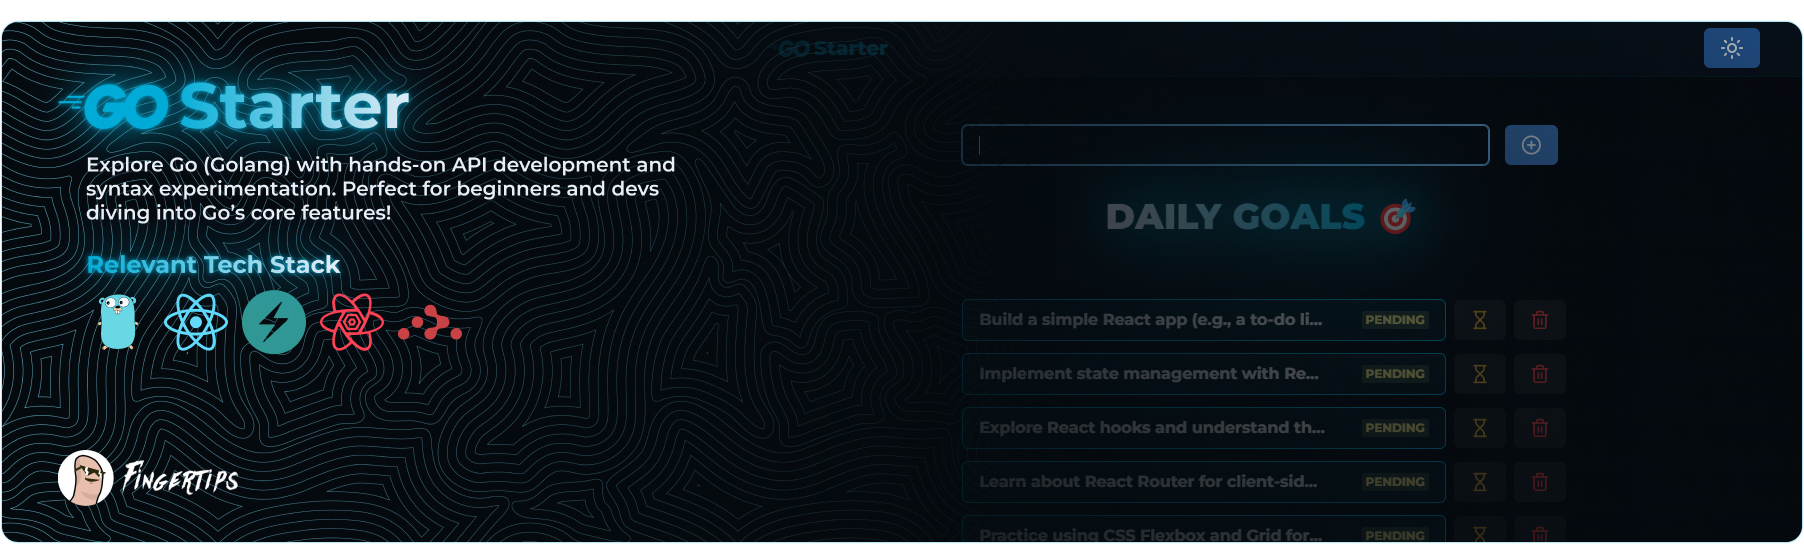 GO Starter
Explore Go (Golang) with hands-on API development and
syntax experimentation. Perfect for beginners and devs
diving into Go's core features!
Relevant Tech Stack
FINGERTIPS
GO Starter
DAILY GOALS
Build a simple React app (e.g., a to-do li... PENDING
Implement state management with Re... PENDING
Explore React hooks and understand th... PENDING
Learn about React Router for client-sid... PENDING
Practice using CSS Flexbox and Grid for... PENDING